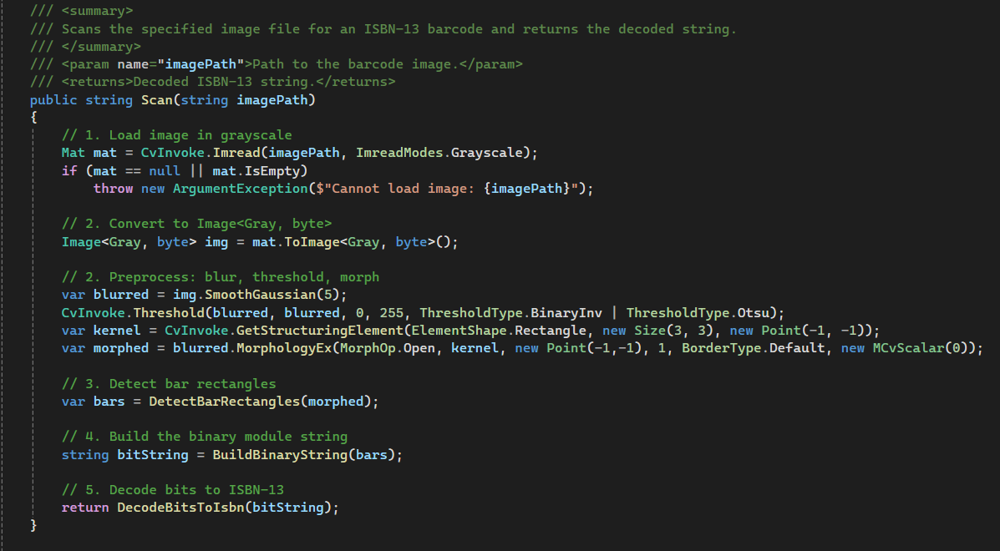 /// <summary>
/// Scans the specified image file for an ISBN-13 barcode and returns the decoded string.
/// </summary>
/// <param name="imagePath">Path to the barcode image.</param>
/// <returns>Decoded ISBN-13 string.</returns>
public string Scan(string imagePath)
{
    // 1. Load image in grayscale
    Mat mat = CvInvoke.Imread(imagePath, ImreadModes.Grayscale);
    if (mat == null || mat.IsEmpty)
        throw new ArgumentException($"Cannot load image: {imagePath}");

    // 2. Convert to Image<Gray, byte>
    Image<Gray, byte> img = mat.ToImage<Gray, byte>();

    // 2. Preprocess: blur, threshold, morph
    var blurred = img.SmoothGaussian(5);
    CvInvoke.Threshold(blurred, blurred, 0, 255, ThresholdType.BinaryInv | ThresholdType.Otsu);
    var kernel = CvInvoke.GetStructuringElement(ElementShape.Rectangle, new Size(3, 3), new Point(-1, -1));
    var morphed = blurred.MorphologyEx(MorphOp.Open, kernel, new Point(-1,-1), 1, BorderType.Default, new MCvScalar(0));

    // 3. Detect bar rectangles
    var bars = DetectBarRectangles(morphed);

    // 4. Build the binary module string
    string bitString = BuildBinaryString(bars);

    // 5. Decode bits to ISBN-13
    return DecodeBitsToIsbn(bitString);
}